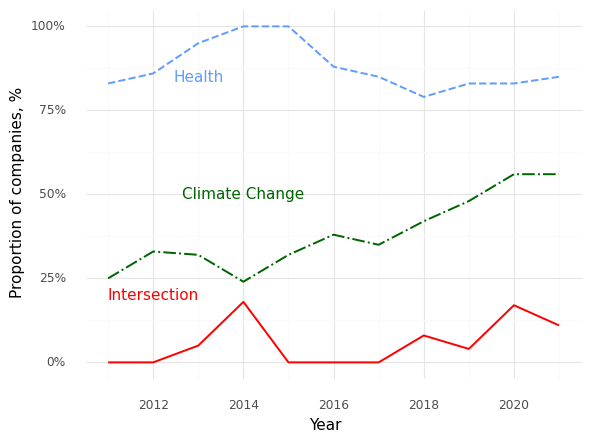 100%
Health
75%
Proportion of companies, %
50%
Climate Change
25%
Intersection
0%
2012 2014 2016 2018 2020
Year